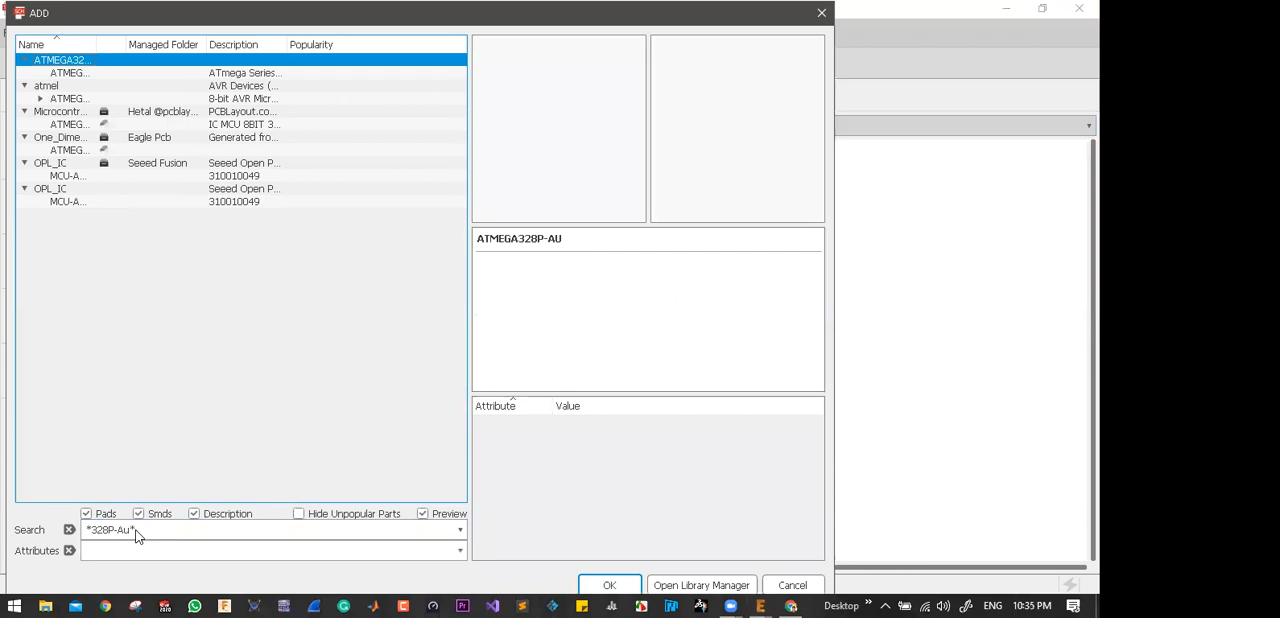 ADD
Name Managed Folder Description Popularity
ATMEGA32...
ATMEG... ATmega Series...
atmel AVR Devices (...
ATMEG... 8-bit AVR Micr...
Microcontr... Hetal @pcblay... PCBLayout.co...
ATMEG... IC MCU 8BIT 3...
One_Dime... Eagle Pcb Generated fro...
ATMEG...
OPL_IC Seeed Fusion Seeed Open P...
MCU-A... 310010049
OPL_IC Seeed Open P...
MCU-A... 310010049
ATMEGA328P-AU
Attribute Value
Pads Smds Description Hide Unpopular Parts Preview
Search *328P-Au*
Attributes
OK Open Library Manager Cancel
Desktop ENG 10:35 PM